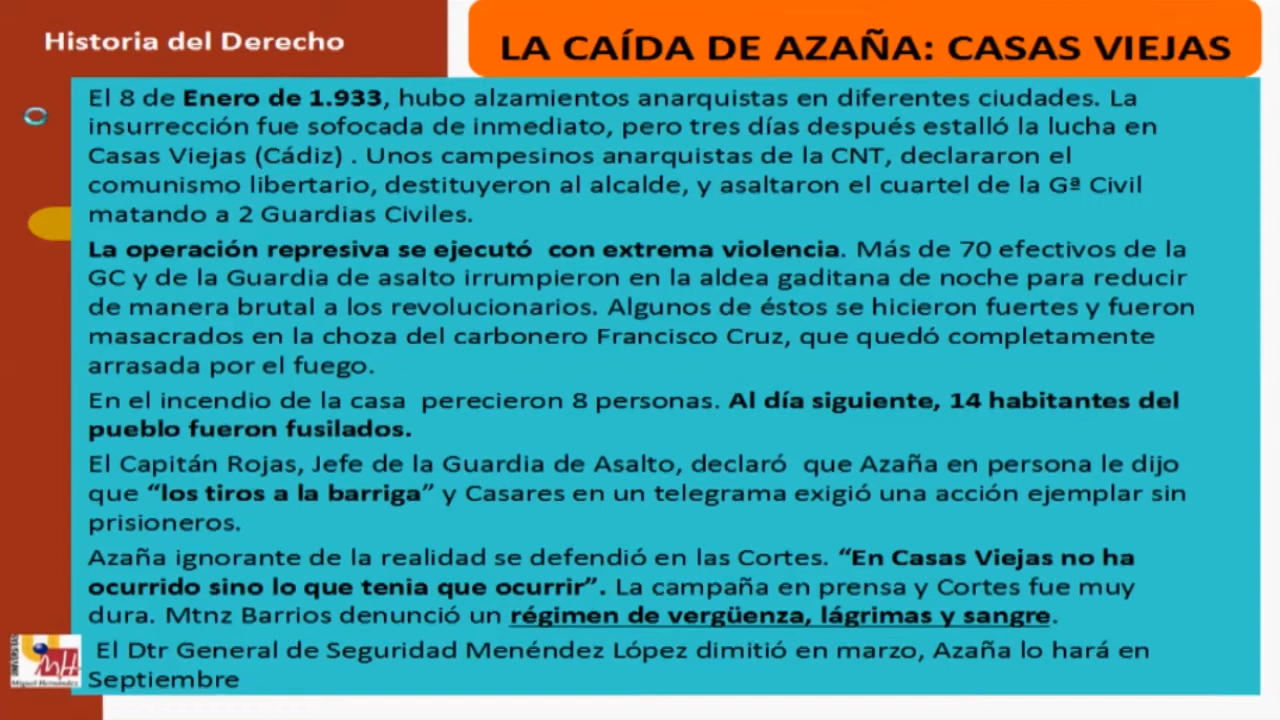 Historia del Derecho
LA CAÍDA DE AZAÑA: CASAS VIEJAS
El 8 de Enero de 1.933, hubo alzamientos anarquistas en diferentes ciudades. La
insurrección fue sofocada de inmediato, pero tres días después estalló la lucha en
Casas Viejas (Cádiz) . Unos campesinos anarquistas de la CNT, declararon el
comunismo libertario, destituyeron al alcalde, y asaltaron el cuartel de la Gª Civil
matando a 2 Guardias Civiles.
La operación represiva se ejecutó con extrema violencia. Más de 70 efectivos de la
GC y de la Guardia de asalto irrumpieron en la aldea gaditana de noche para reducir
de manera brutal a los revolucionarios. Algunos de éstos se hicieron fuertes y fueron
masacrados en la choza del carbonero Francisco Cruz, que quedó completamente
arrasada por el fuego.
En el incendio de la casa perecieron 8 personas. Al día siguiente, 14 habitantes del
pueblo fueron fusilados.
El Capitán Rojas, Jefe de la Guardia de Asalto, declaró que Azaña en persona le dijo
que “los tiros a la barriga” y Casares en un telegrama exigió una acción ejemplar sin
prisioneros.
Azaña ignorante de la realidad se defendió en las Cortes. “En Casas Viejas no ha
ocurrido sino lo que tenia que ocurrir”. La campaña en prensa y Cortes fue muy
dura. Mtnz Barrios denunció un régimen de vergüenza, lágrimas y sangre.
El Dtr General de Seguridad Menéndez López dimitió en marzo, Azaña lo hará en
Septiembre
Miguel Hernández